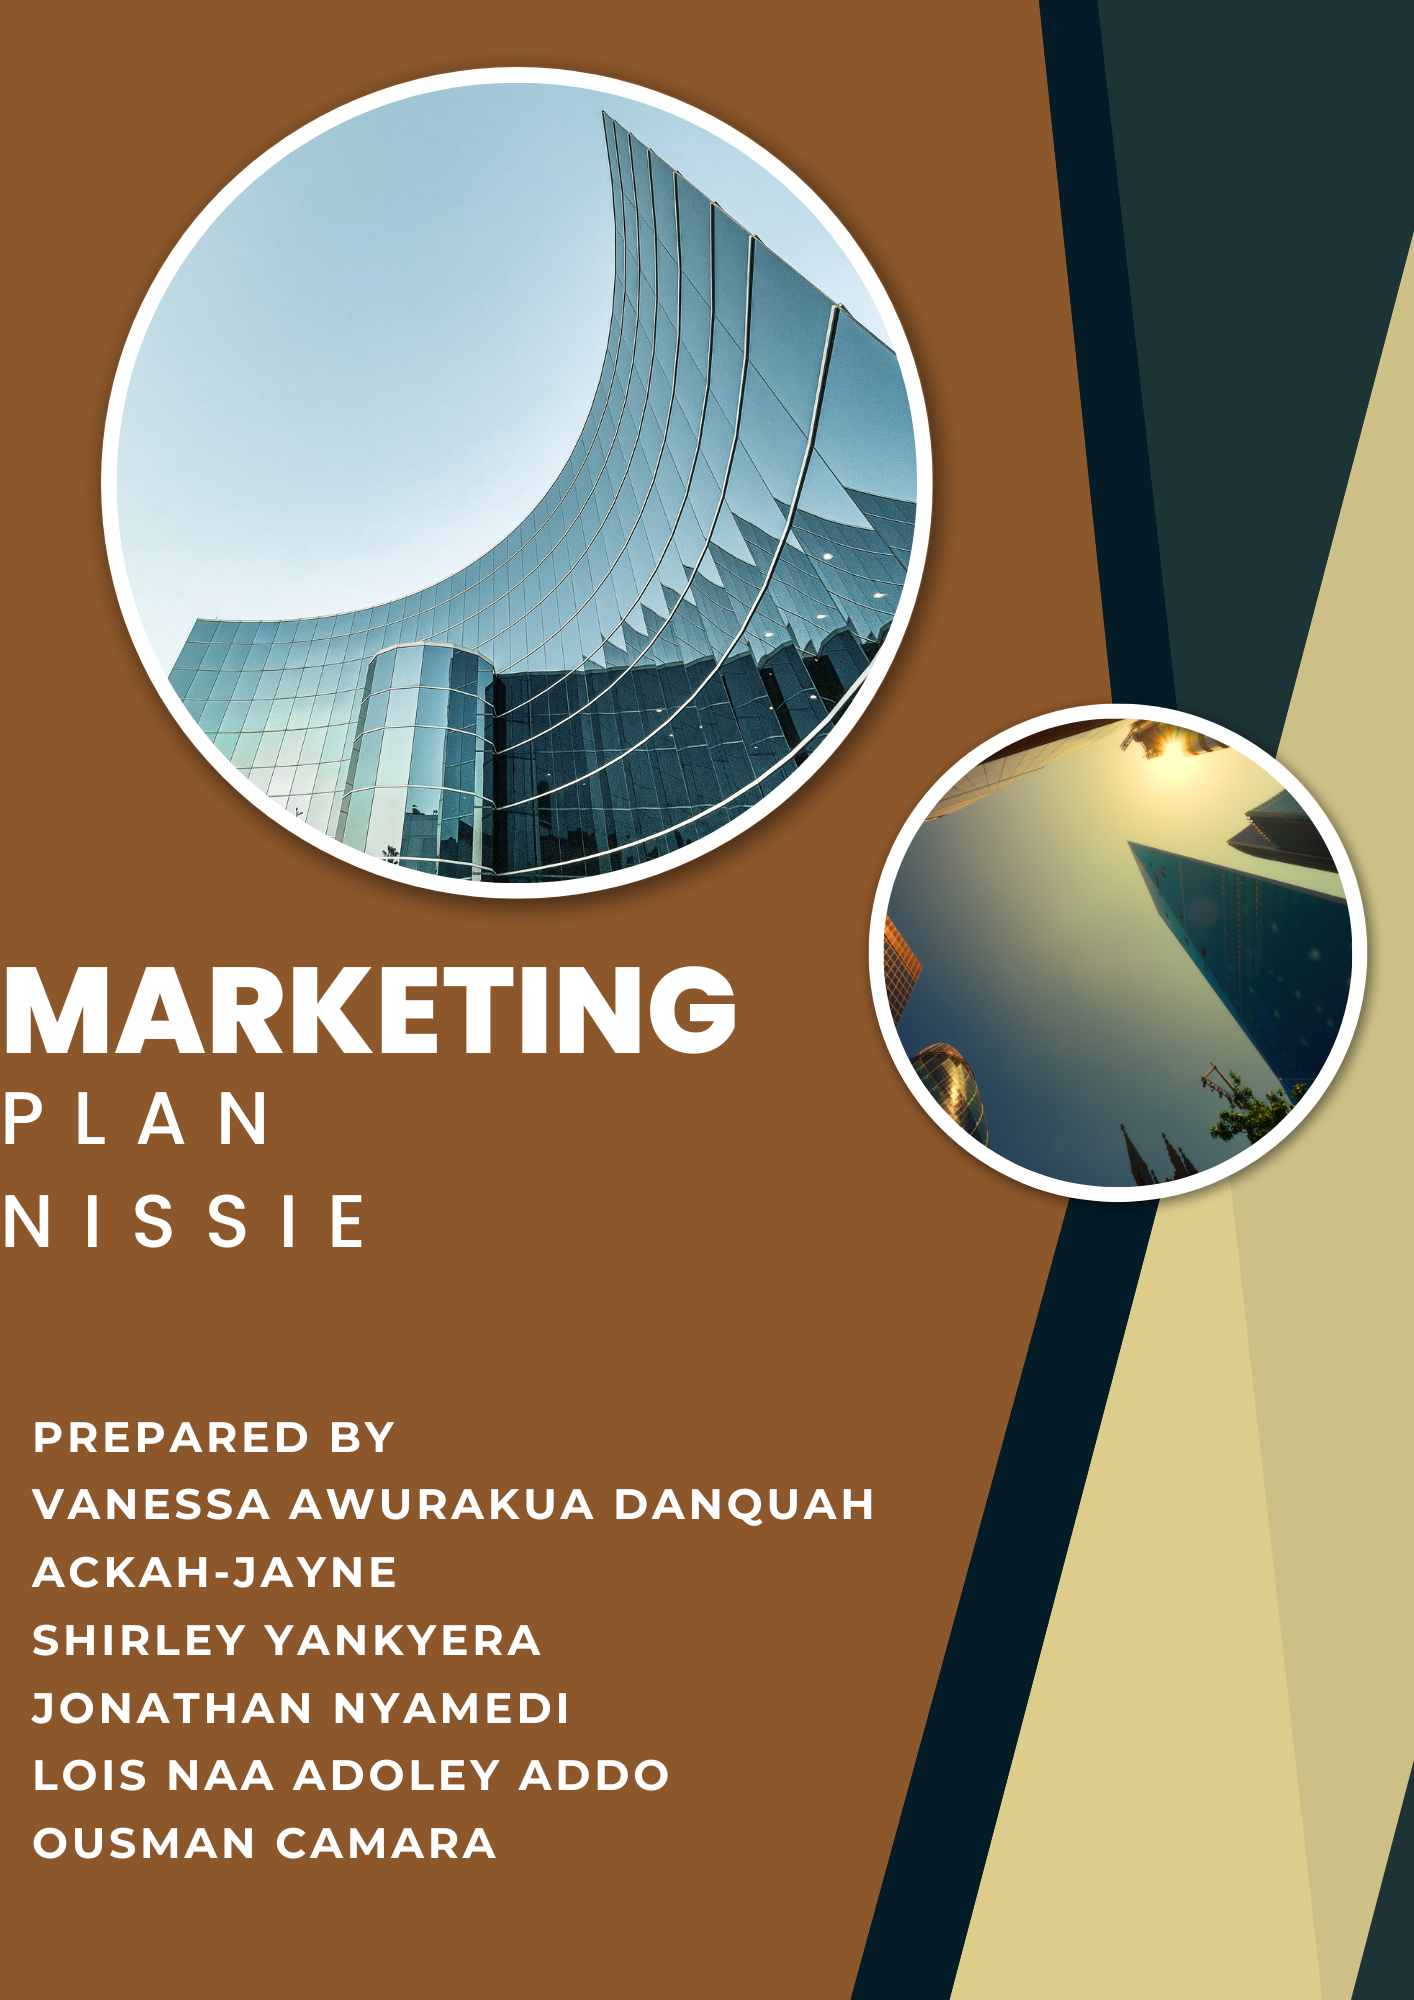 MARKETING
PLAN
NISSIE
PREPARED BY
VANESSA AWURAKUA DANQUAH
ACKAH-JAYNE
SHIRLEY YANKYERA
JONATHAN NYAMEDI
LOIS NAA ADOLEY ADDO
OUSMAN CAMARA